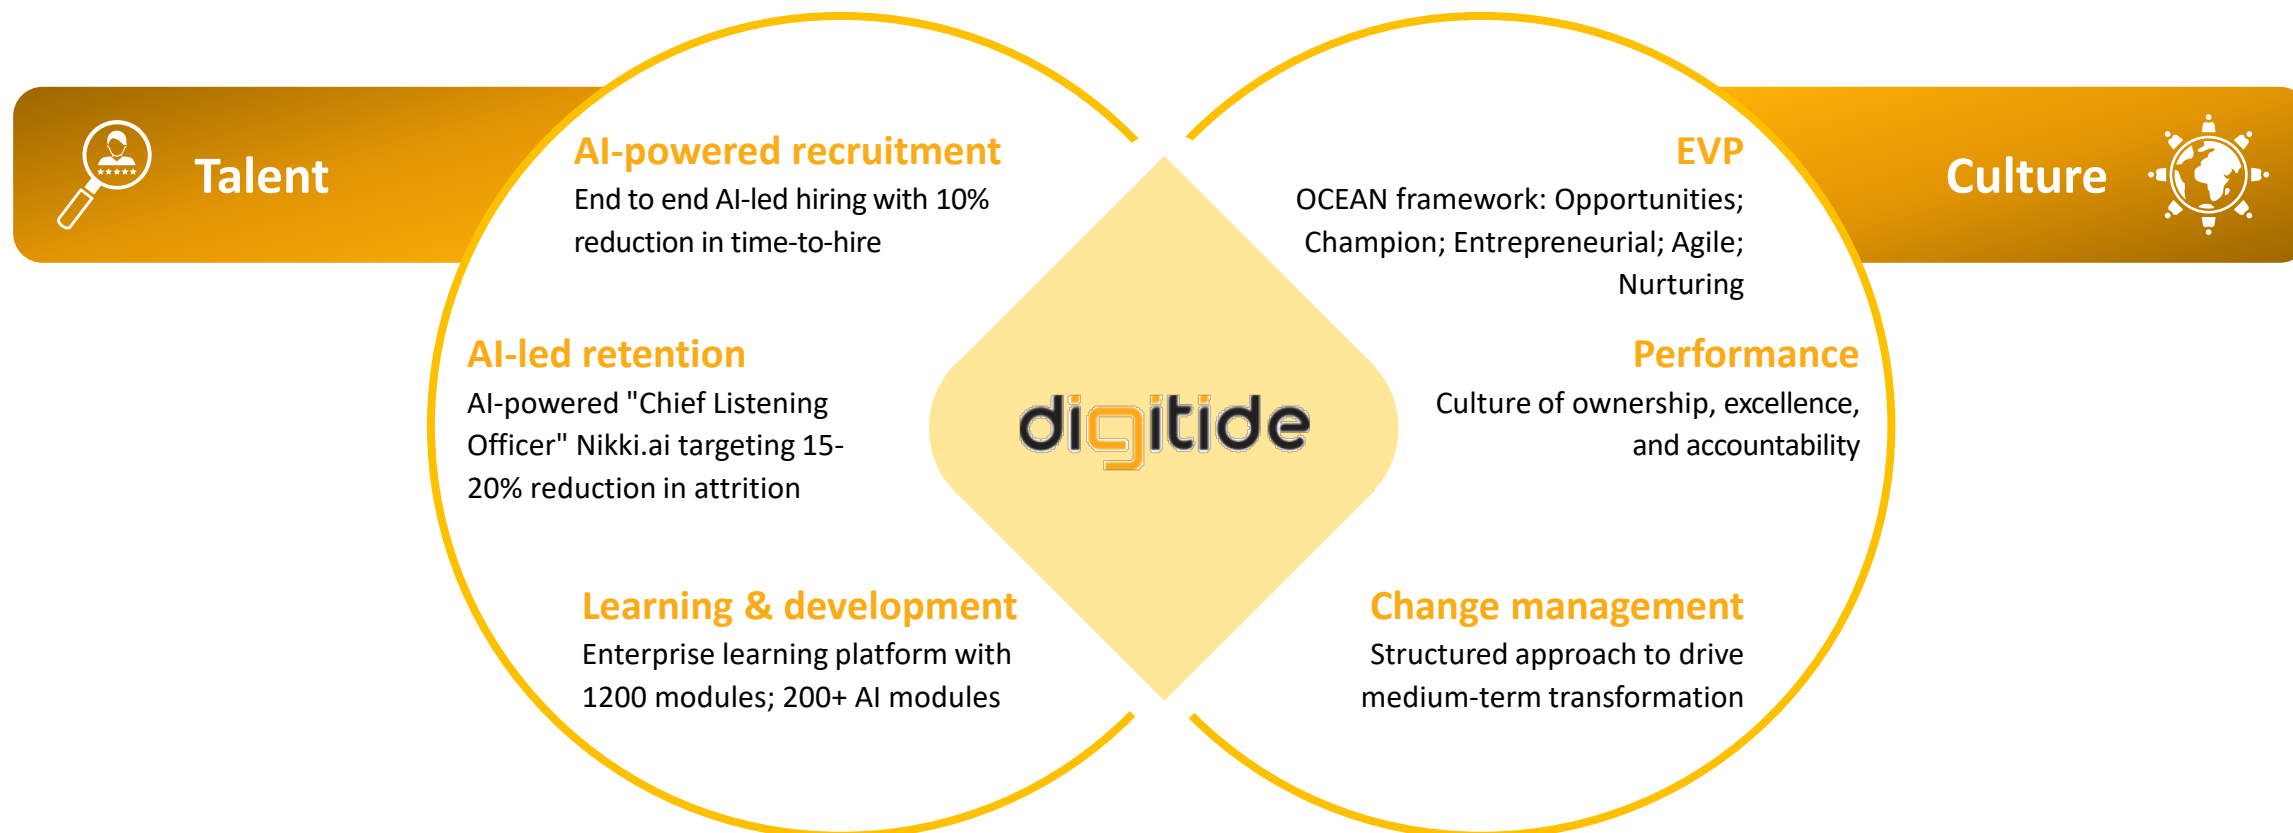 Talent
AI-powered recruitment
End to end AI-led hiring with 10%
reduction in time-to-hire
AI-led retention
AI-powered "Chief Listening
Officer" Nikki.ai targeting 15-
20% reduction in attrition
Learning & development
Enterprise learning platform with
1200 modules; 200+ AI modules
digitide
EVP
OCEAN framework: Opportunities;
Champion; Entrepreneurial; Agile;
Nurturing
Performance
Culture of ownership, excellence,
and accountability
Change management
Structured approach to drive
medium-term transformation
Culture